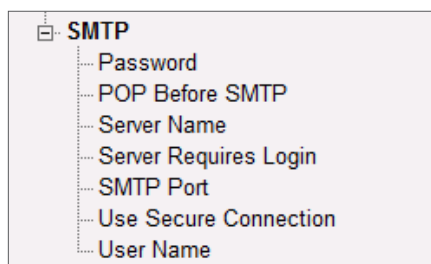 SMTP
Password
POP Before SMTP
Server Name
Server Requires Login
SMTP Port
Use Secure Connection
User Name